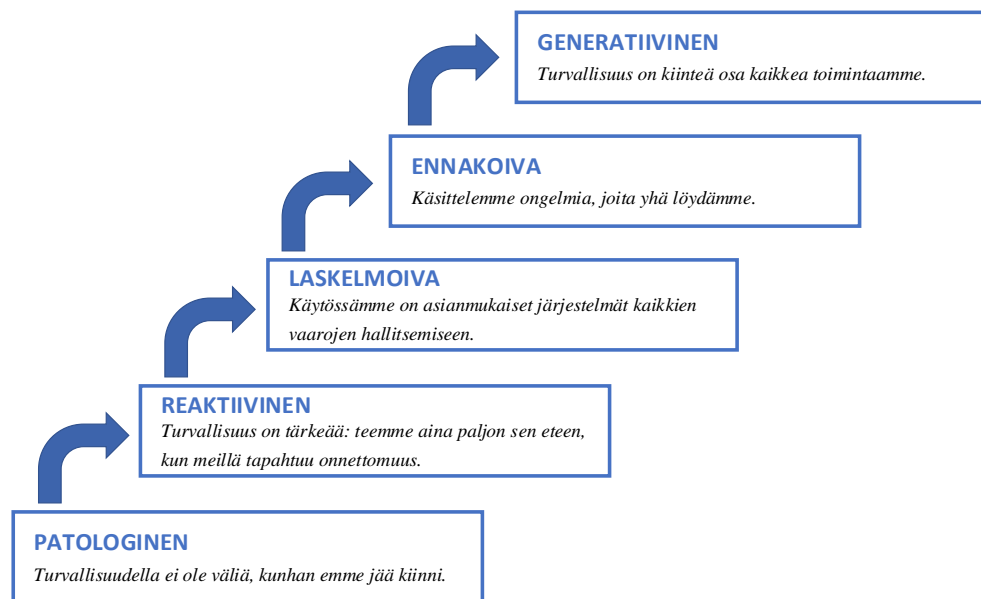 GENERATIIVINEN
Turvallisuus on kiinteä osa kaikkea toimintaamme.
ENNAKOIVA
Käsittelemme ongelmia, joita yhä löydämme.
LASKELMOIVA
Käytössämme on asianmukaiset järjestelmät kaikkien
vaarojen hallitsemiseen.
REAKTIIVINEN
Turvallisuus on tärkeää: teemme aina paljon sen eteen,
kun meillä tapahtuu onnettomuus.
PATOLOGINEN
Turvallisuudella ei ole väliä, kunhan emme jää kiinni.